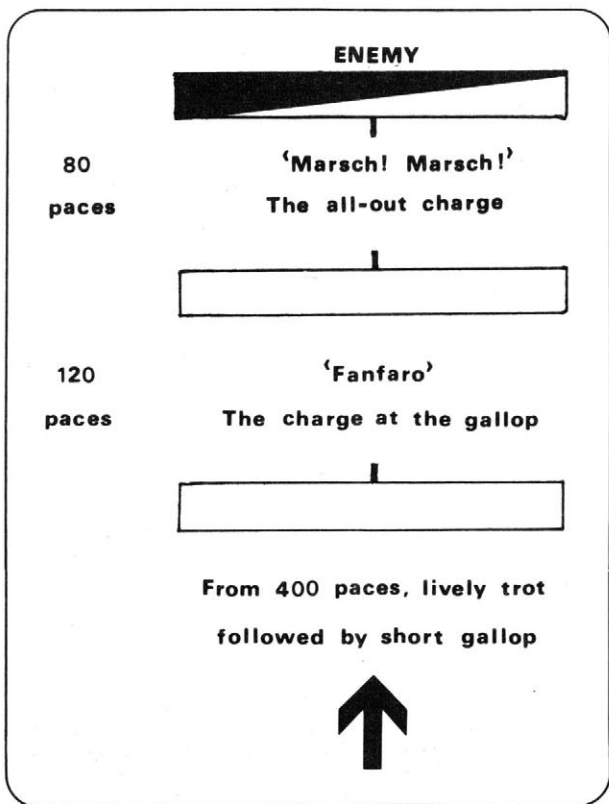 ENEMY
80 ‘Marsch! Marsch!’
paces The all-out charge
120 ‘Fanfaro’
paces The charge at the gallop
From 400 paces, lively trot
followed by short gallop